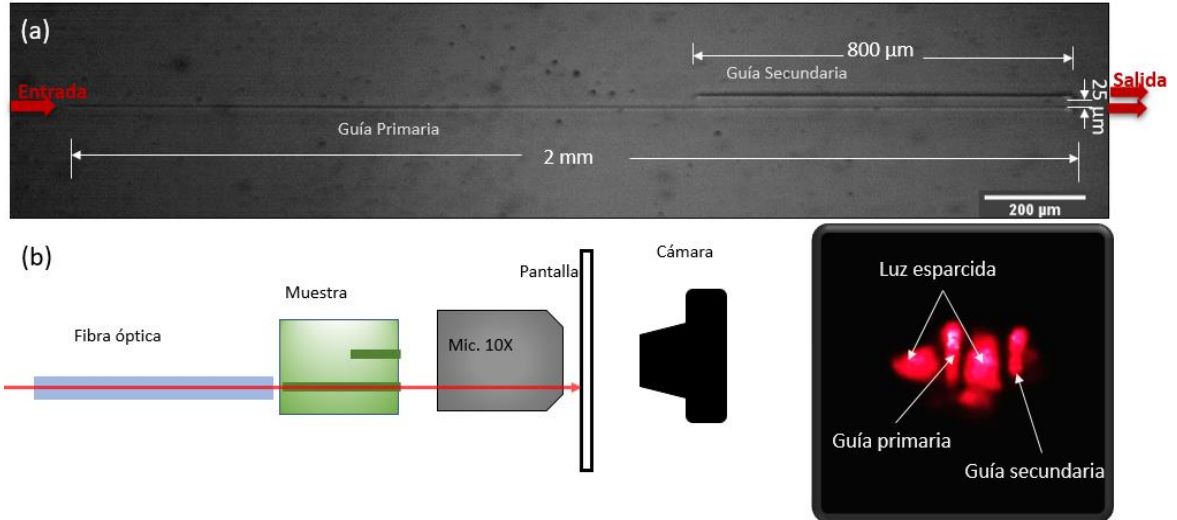 (a)
800 µm
Guía Secundaria
Entrada
Salida
25 µm
Guía Primaria
2 mm
200 µm
(b)
Cámara
Pantalla
Luz esparcida
Muestra
Fibra óptica
Mic. 10X
Guía primaria
Guía secundaria